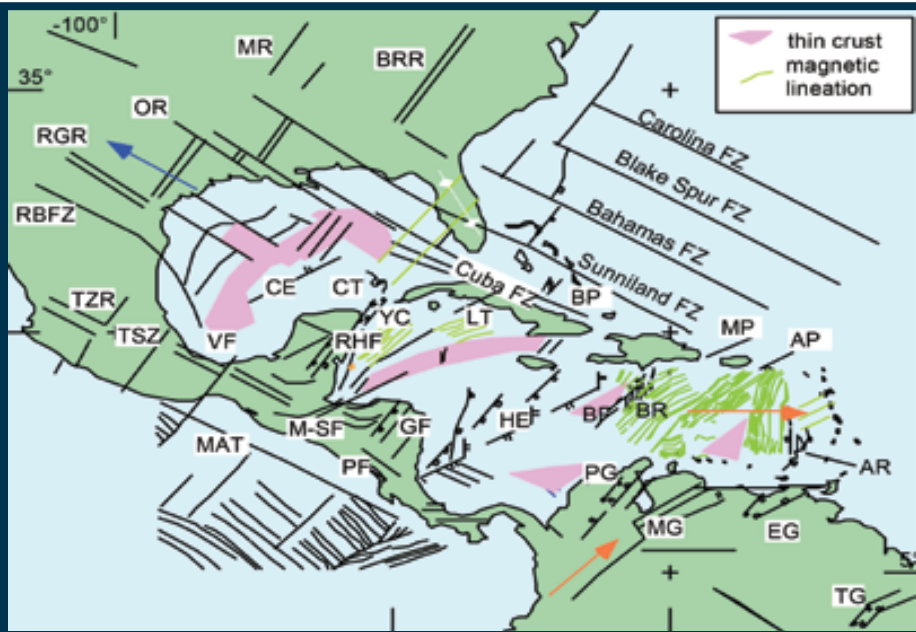 -100°
thin crust
magnetic
lineation
MR
BRR
35°
OR
RGR
RBFZ
Carolina FZ
Blake Spur FZ
Bahamas FZ
Sunniland FZ
Cuba FZ
CE
CT
BP
TZR
TSZ
VF
YC
LT
RHF
MP
AP
M-SF
GF
HE
BF
BR
MAT
PF
PG
AR
MG
EG
TG